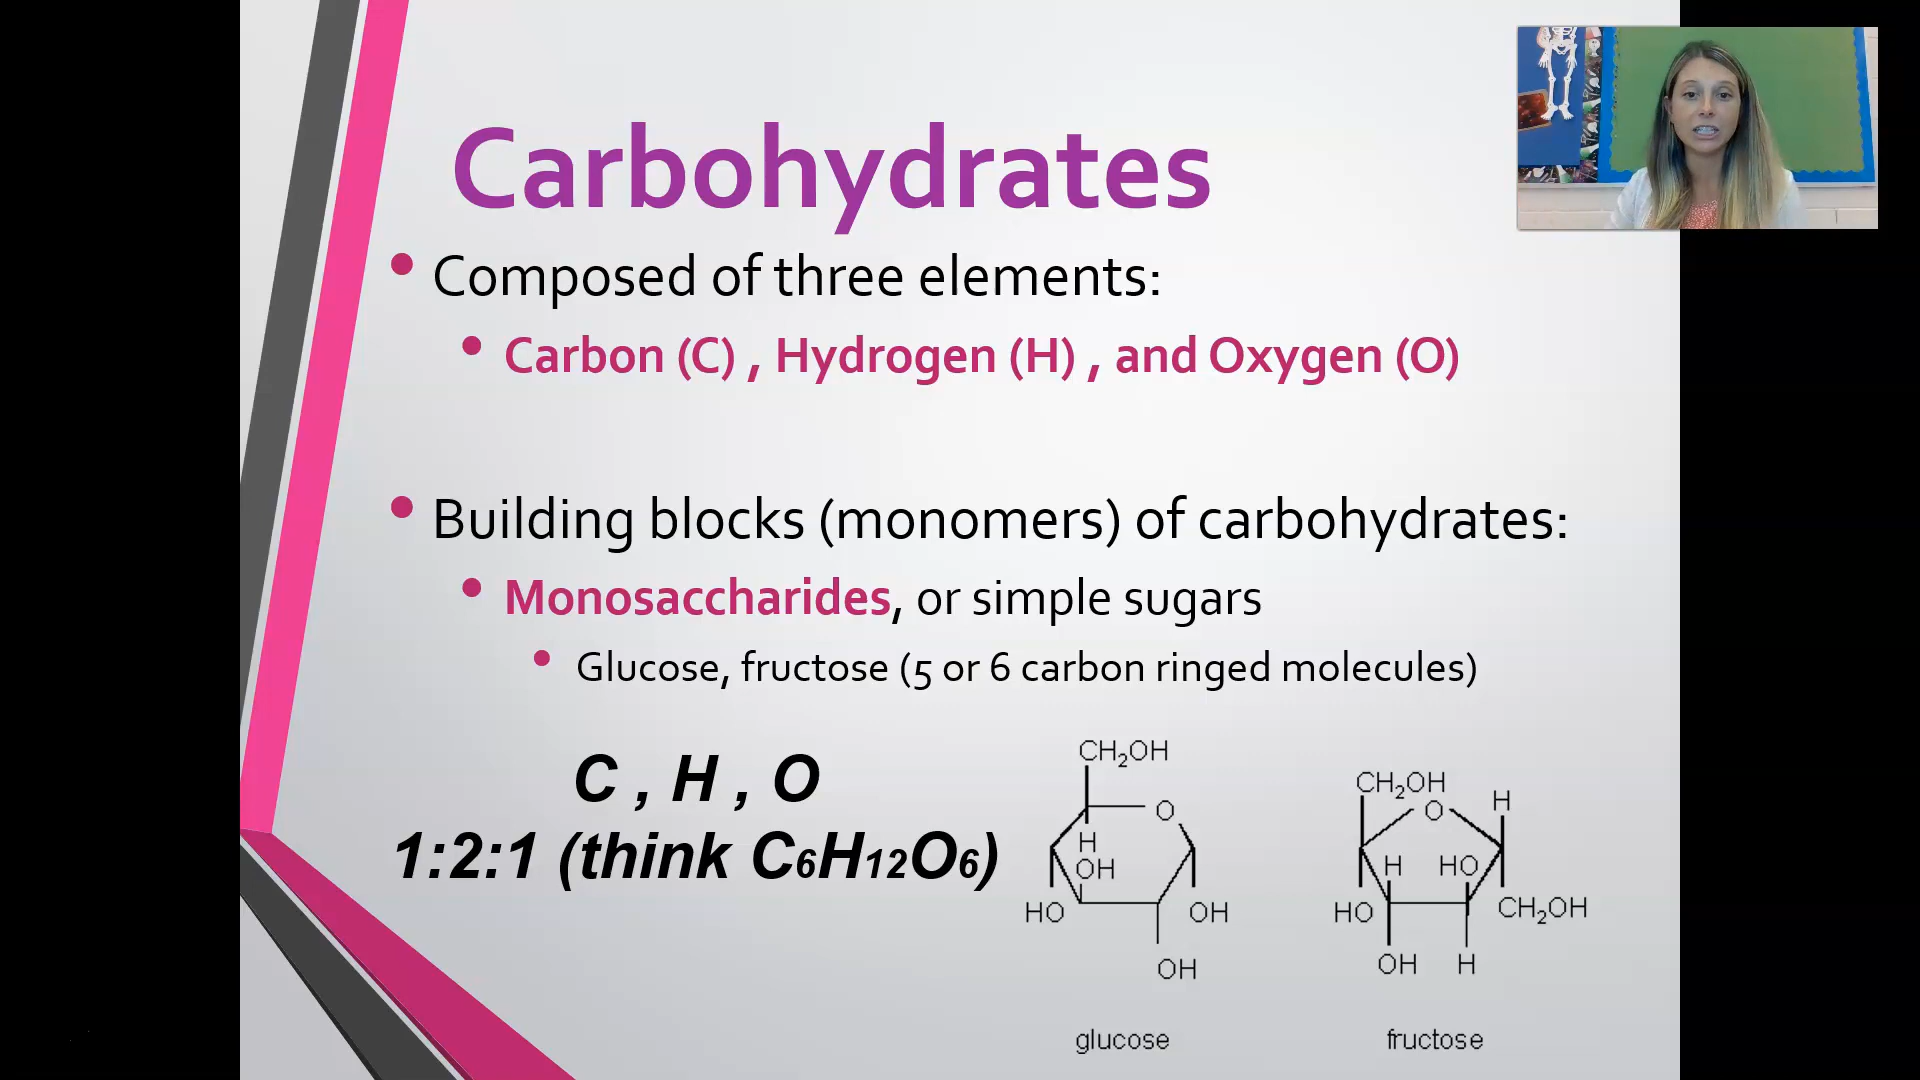 Carbohydrates
• Composed of three elements:
• Carbon (C) , Hydrogen (H) , and Oxygen (O)
• Building blocks (monomers) of carbohydrates:
• Monosaccharides, or simple sugars
• Glucose, fructose (5 or 6 carbon ringed molecules)
C , H , O
1:2:1 (think C6H12O6)
CH2OH
O
H
OH
HO
OH
OH
glucose
CH2OH
O
H
H
HO
HO
CH2OH
OH
H
fructose